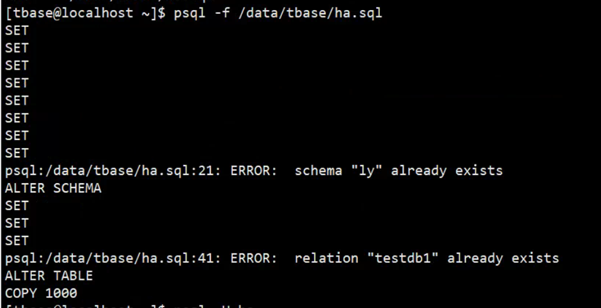 [tbase@localhost ~]$ psql -f /data/tbase/ha.sql
SET
SET
SET
SET
SET
SET
SET
SET
psql:/data/tbase/ha.sql:21: ERROR:  schema "ly" already exists
ALTER SCHEMA
SET
SET
SET
psql:/data/tbase/ha.sql:41: ERROR:  relation "testdb1" already exists
ALTER TABLE
COPY 1000